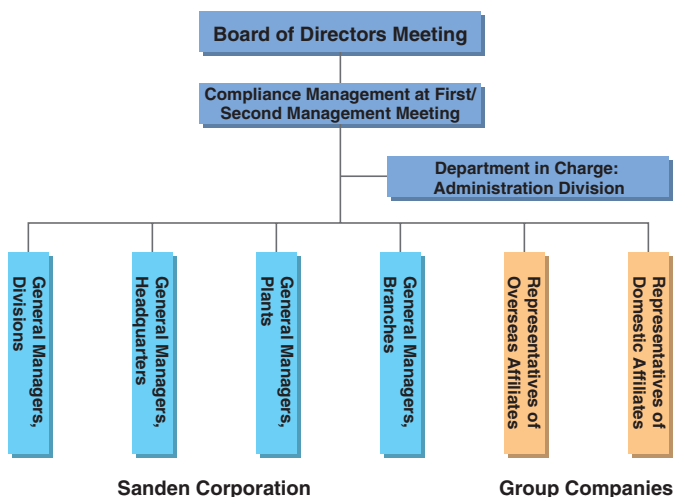 Board of Directors Meeting
Compliance Management at First/
Second Management Meeting
Department in Charge:
Administration Division
General Managers,
Divisions
General Managers,
Headquarters
General Managers,
Plants
General Managers,
Branches
Representatives of
Overseas Affiliates
Representatives of
Domestic Affiliates
Sanden Corporation
Group Companies